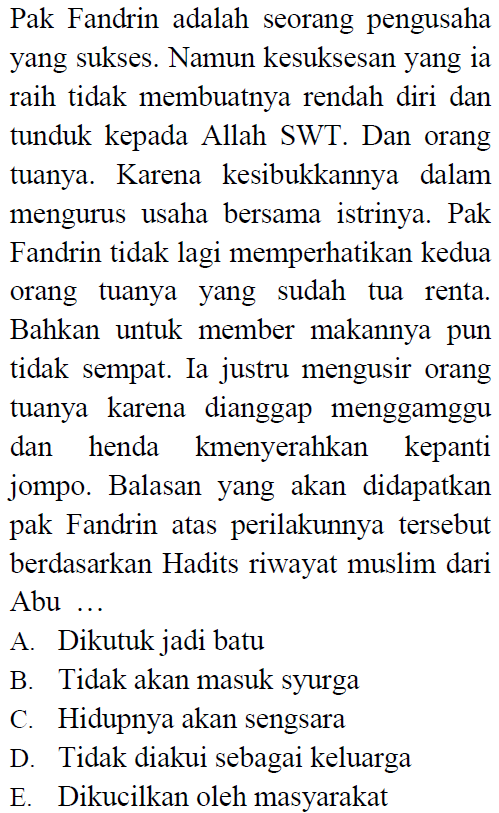 Pak Fandrin adalah seorang pengusaha
yang sukses. Namun kesuksesan yang ia
raih tidak membuatnya rendah diri dan
tunduk kepada Allah SWT. Dan orang
tuanya. Karena kesibukkannya dalam
mengurus usaha bersama istrinya. Pak
Fandrin tidak lagi memperhatikan kedua
orang tuanya yang sudah tua renta.
Bahkan untuk member makannya pun
tidak sempat. Ia justru mengusir orang
tuanya karena dianggap menggamggu
dan henda kmenyerahkan kepanti
jompo. Balasan yang akan didapatkan
pak Fandrin atas perilakunnya tersebut
berdasarkan Hadits riwayat muslim dari
Abu …
A. Dikutuk jadi batu
B. Tidak akan masuk syurga
C. Hidupnya akan sengsara
D. Tidak diakui sebagai keluarga
E. Dikucilkan oleh masyarakat